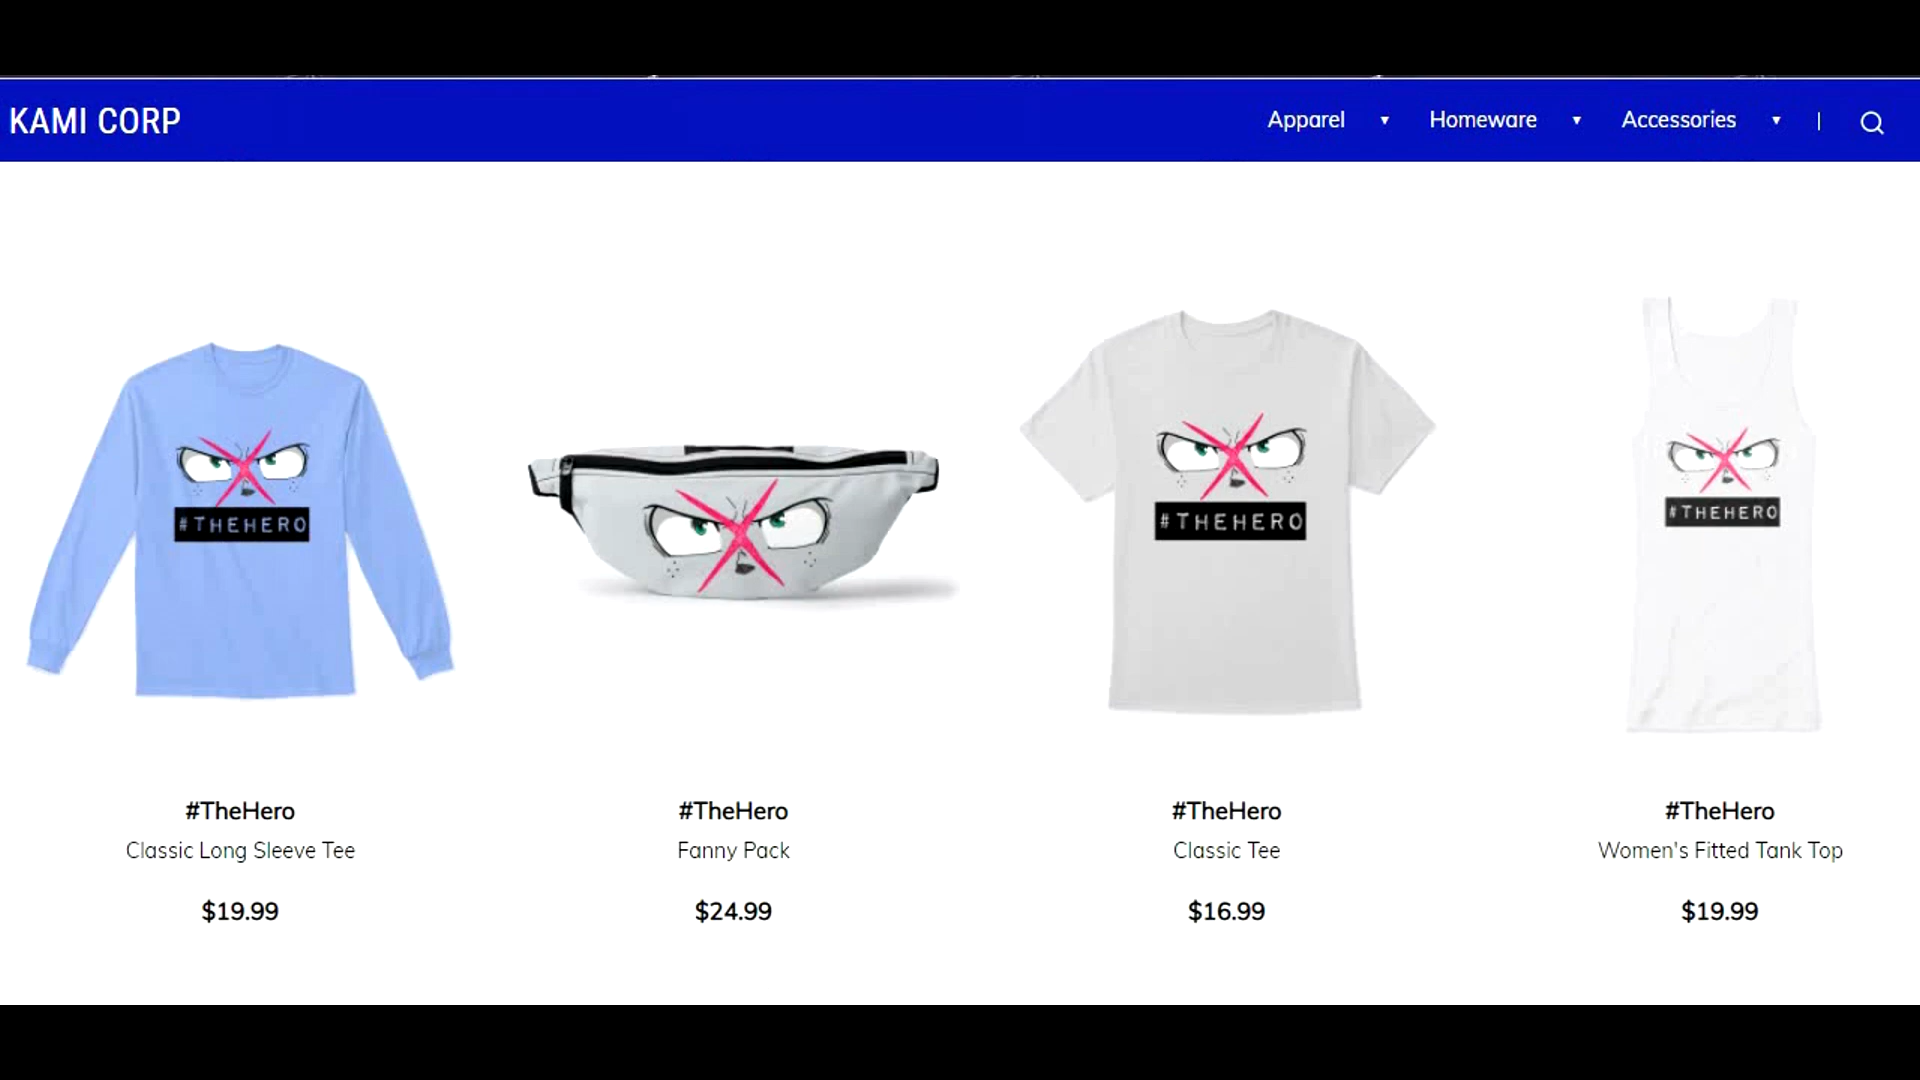 KAMI CORP
Apparel ▼ Homeware ▼ Accessories ▼ |
#THEHERO
#THEHERO
#THEHERO
#TheHero
Classic Long Sleeve Tee
$19.99
#TheHero
Fanny Pack
$24.99
#TheHero
Classic Tee
$16.99
#TheHero
Women's Fitted Tank Top
$19.99